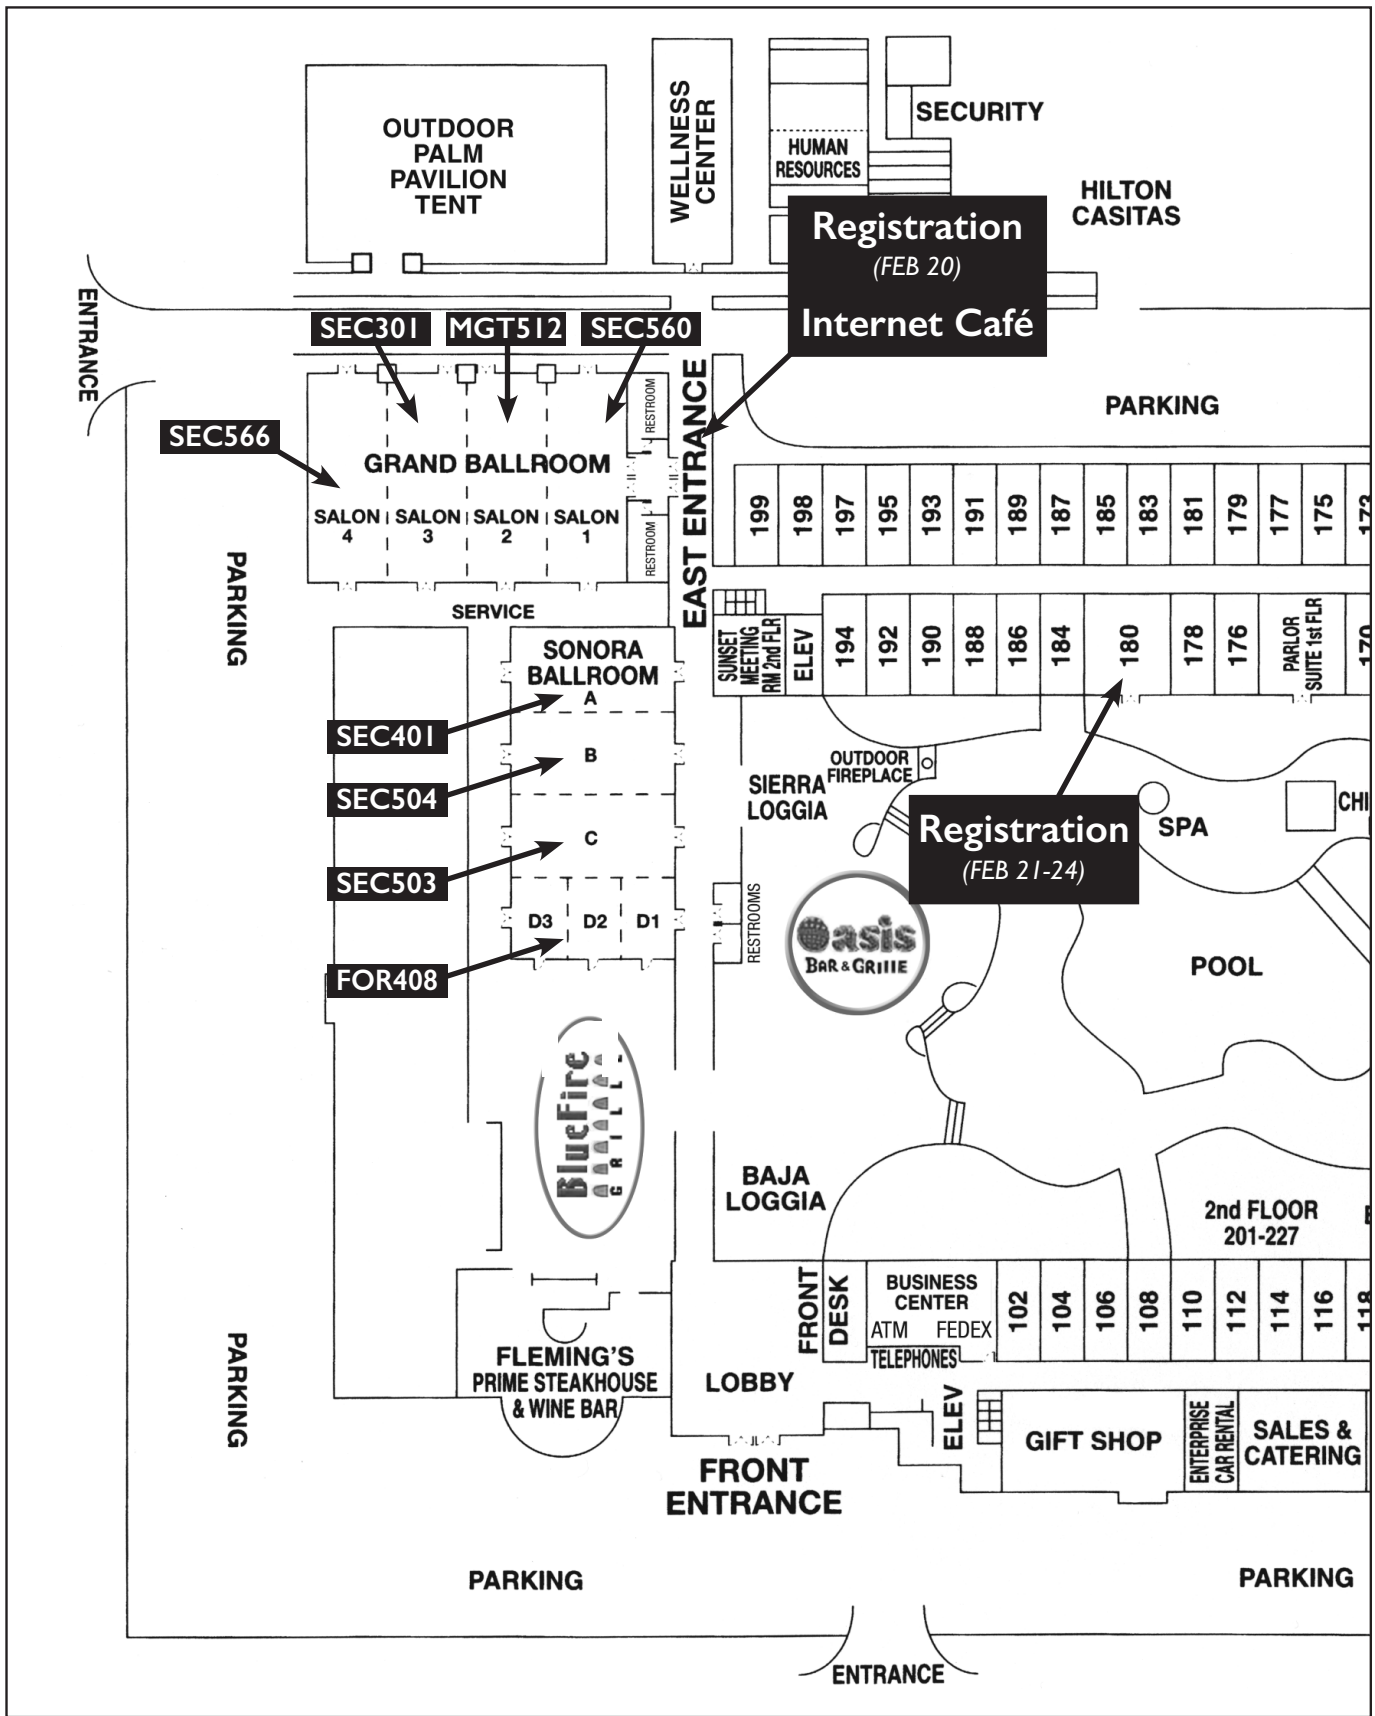 OUTDOOR
PALM
PAVILION
TENT
WELLNESS
CENTER
HUMAN
RESOURCES
SECURITY
HILTON
CASITAS
Registration
(FEB 20)
Internet Café
ENTRANCE
SEC301
MGT512
SEC560
SEC566
GRAND BALLROOM
SALON
4
SALON
3
SALON
2
SALON
1
RESTROOM
RESTROOM
EAST ENTRANCE
PARKING
199
198
197
195
193
191
189
187
185
183
181
179
177
175
173
PARKING
SERVICE
SONORA
BALLROOM
A
B
C
D3
D2
D1
SEC401
SEC504
SEC503
FOR408
SUNSET
MEETING
RM 2nd FLR
ELEV
194
192
190
188
186
184
180
178
176
PARLOR
SUITE 1st FLR
170
OUTDOOR
FIREPLACE
SIERRA
LOGGIA
Registration
(FEB 21-24)
SPA
CHI
RESTROOMS
Oasis
BAR & GRILLE
POOL
BlueFire
GRILL
BAJA
LOGGIA
2nd FLOOR
201-227
FRONT
DESK
BUSINESS
CENTER
ATM FEDEX
TELEPHONES
102
104
106
108
110
112
114
116
118
FLEMING'S
PRIME STEAKHOUSE
& WINE BAR
LOBBY
ELEV
GIFT SHOP
ENTERPRISE
CAR RENTAL
SALES &
CATERING
PARKING
FRONT
ENTRANCE
PARKING
PARKING
ENTRANCE